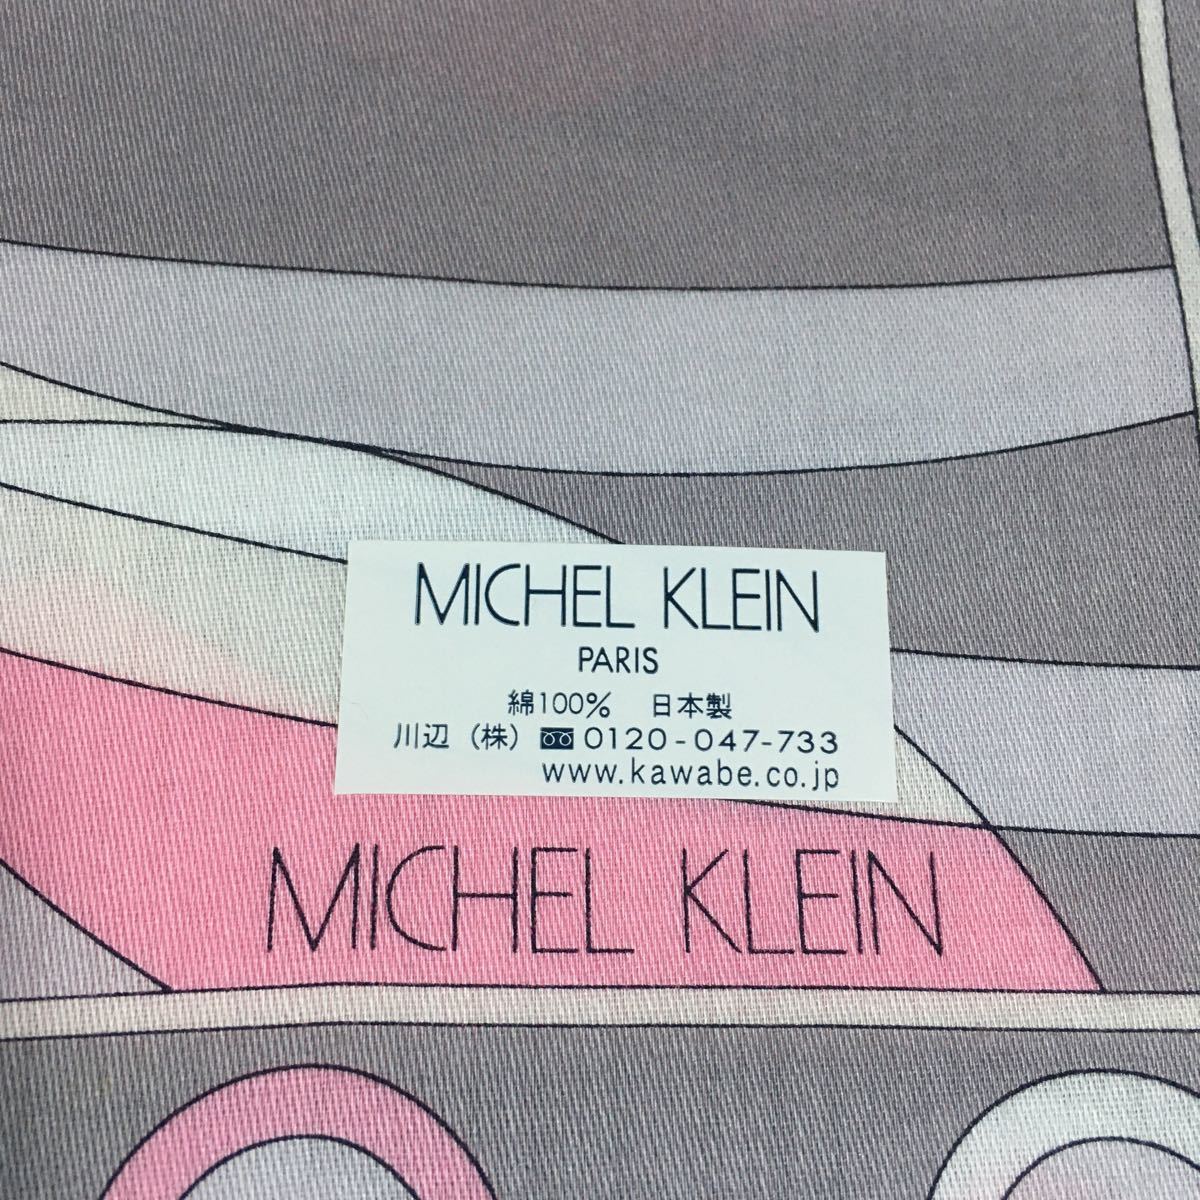 MICHEL KLEIN
PARIS
綿100% 日本製
川辺（株） 0120-047-733
www.kawabe.co.jp
MICHEL KLEIN